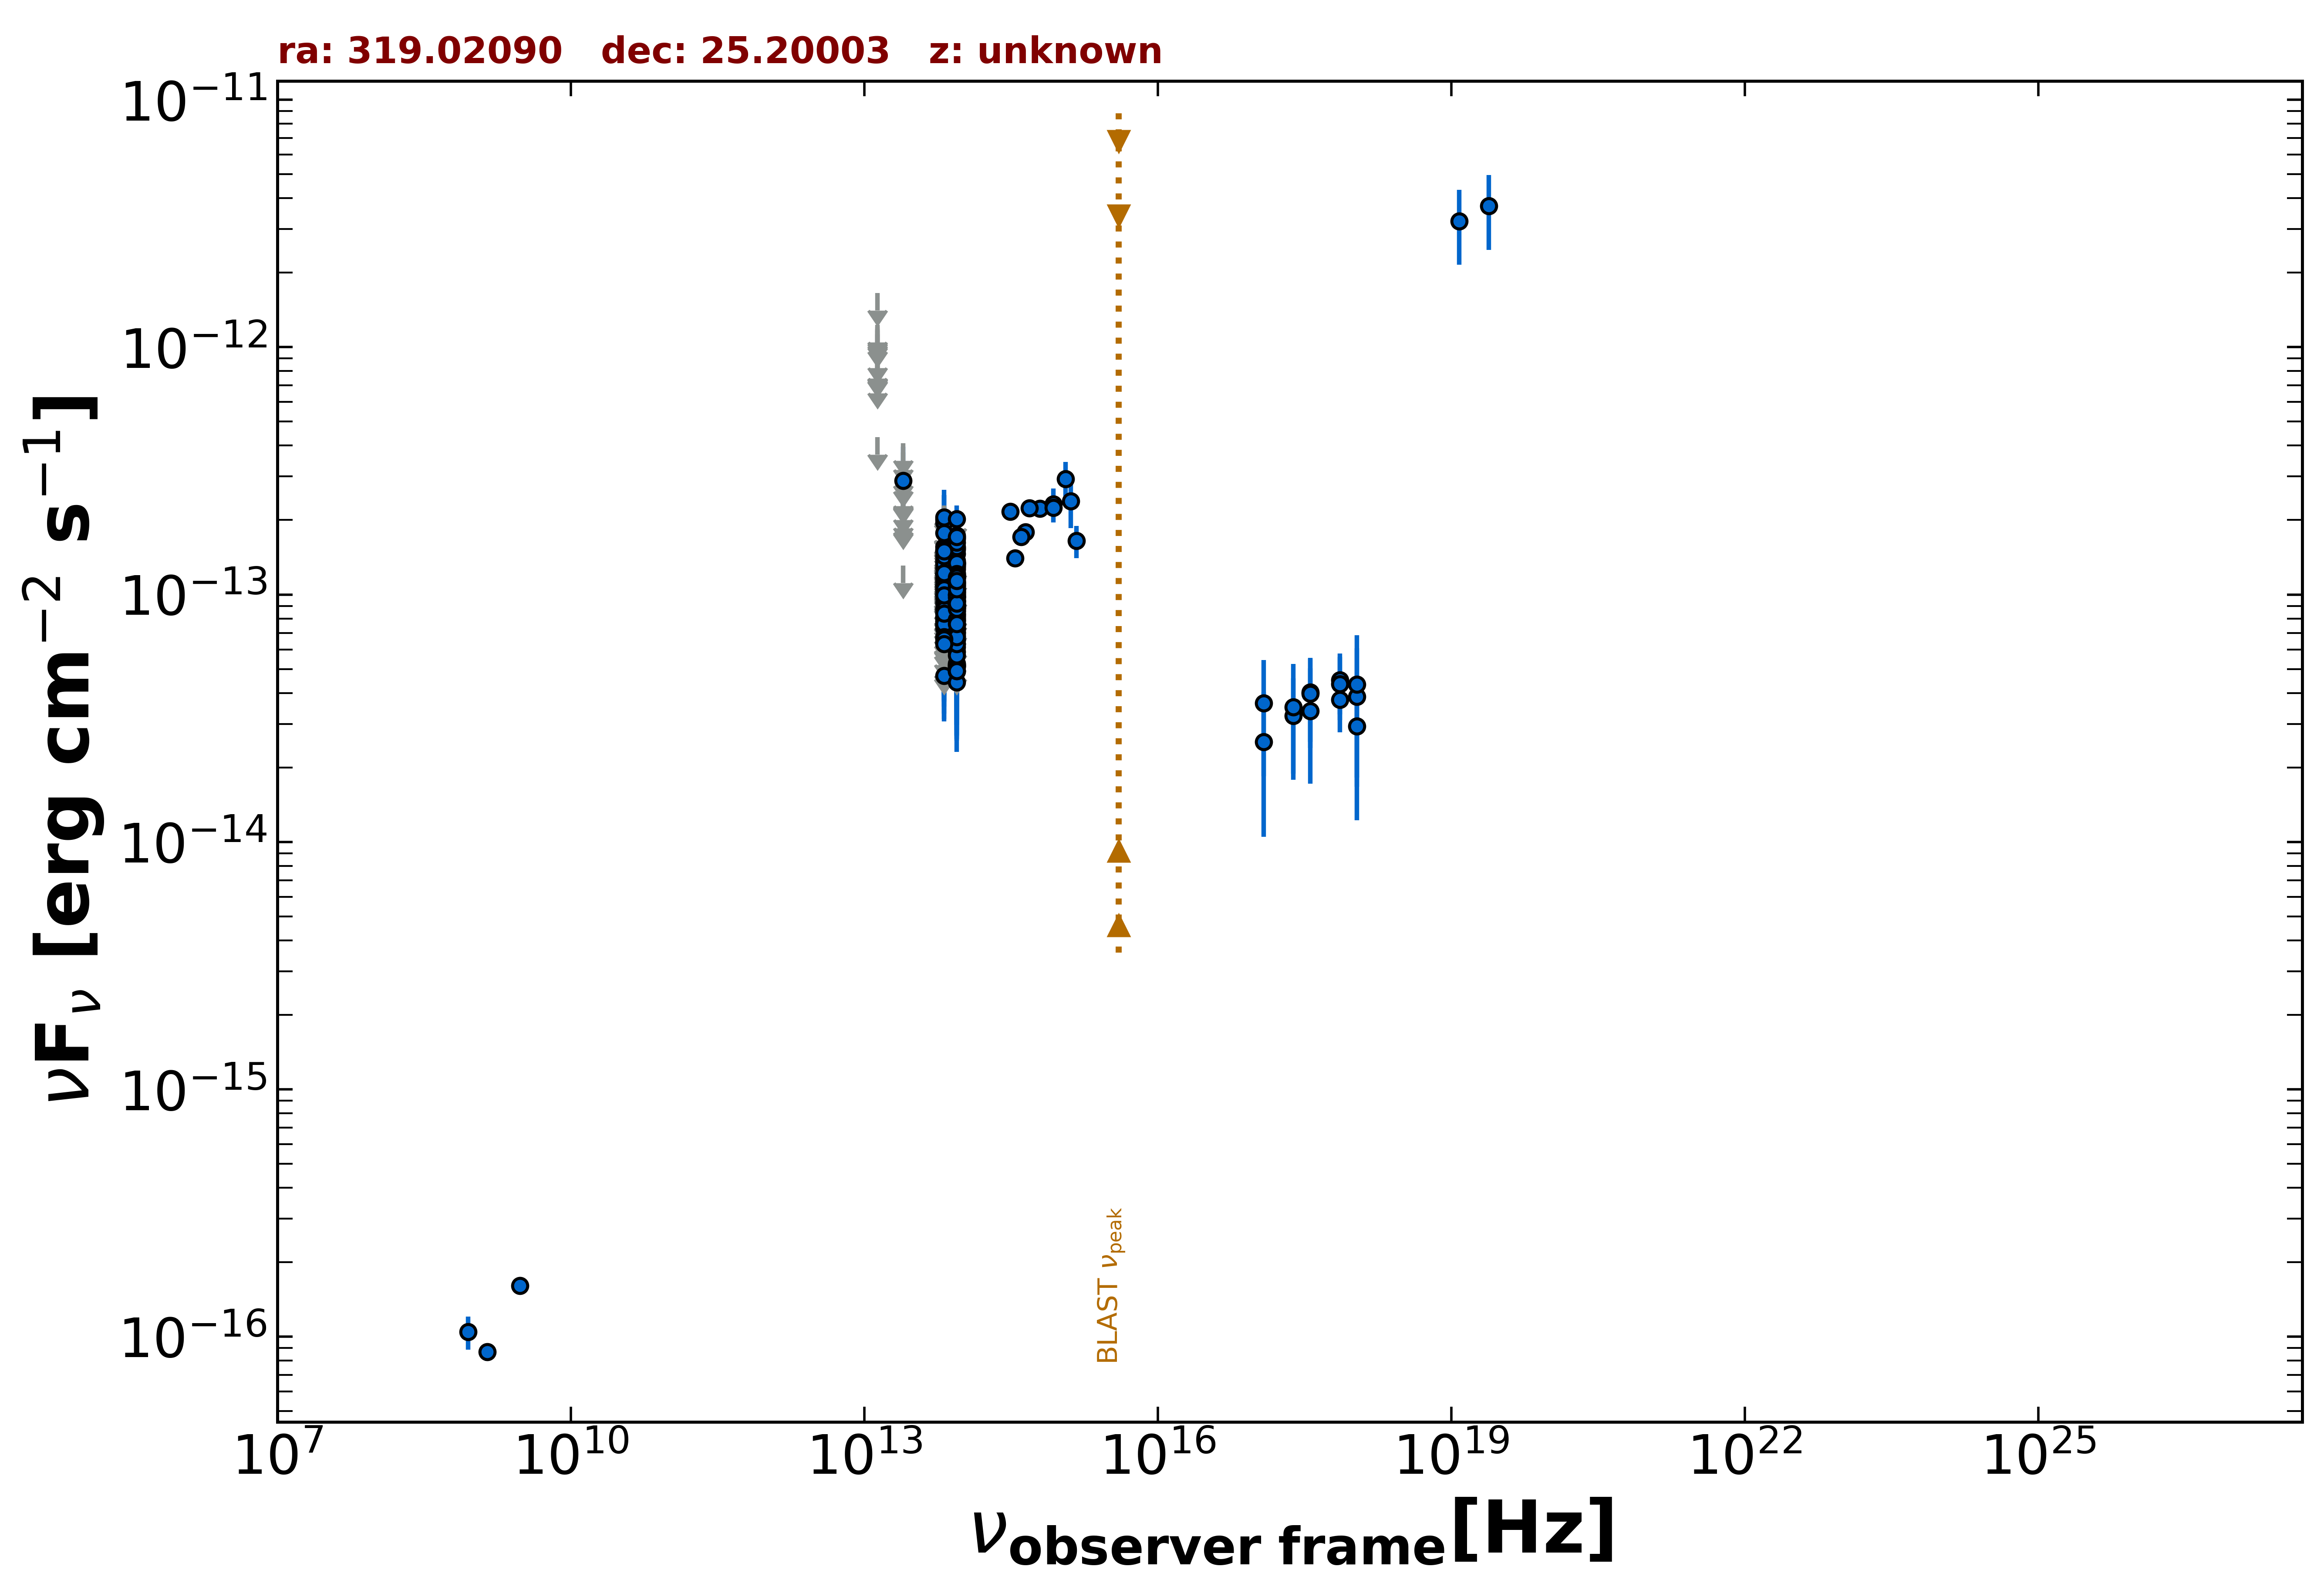 ra: 319.02090 dec: 25.20003 z: unknown
νFν [erg cm⁻² s⁻¹]
10⁻¹¹
10⁻¹²
10⁻¹³
10⁻¹⁴
10⁻¹⁵
10⁻¹⁶
BLAST νpeak
10⁷ 10¹⁰ 10¹³ 10¹⁶ 10¹⁹ 10²² 10²⁵
νobserver frame[Hz]